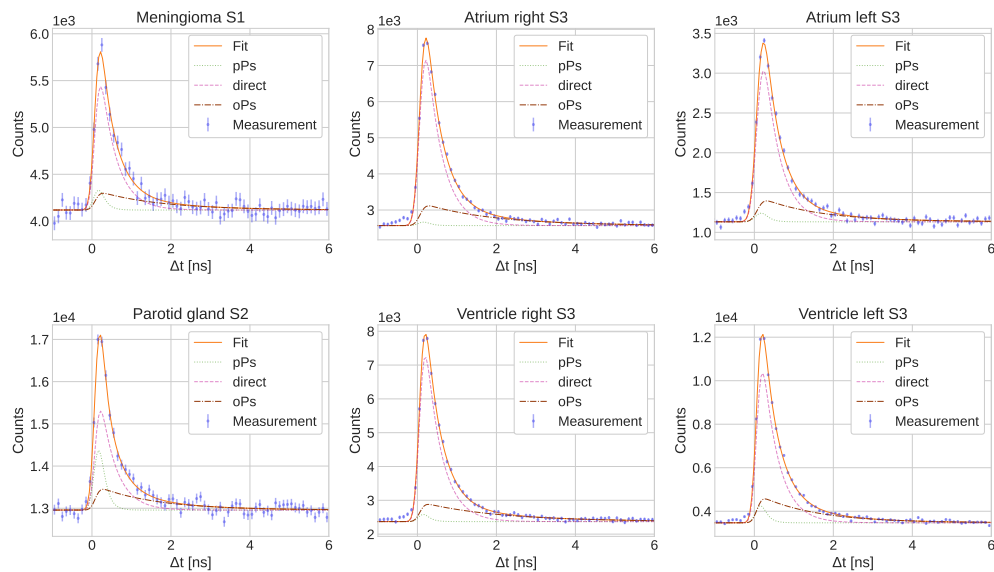 Meningioma S1
1e3
6.0
5.5
5.0
4.5
4.0
Counts
0 2 4 6
Δt [ns]
Fit
pPs
direct
oPs
Measurement
Atrium right S3
1e3
8
7
6
5
4
3
Counts
0 2 4 6
Δt [ns]
Fit
pPs
direct
oPs
Measurement
Atrium left S3
1e3
3.5
3.0
2.5
2.0
1.5
1.0
Counts
0 2 4 6
Δt [ns]
Fit
pPs
direct
oPs
Measurement
Parotid gland S2
1e4
1.7
1.6
1.5
1.4
1.3
Counts
0 2 4 6
Δt [ns]
Fit
pPs
direct
oPs
Measurement
Ventricle right S3
1e3
8
7
6
5
4
3
2
Counts
0 2 4 6
Δt [ns]
Fit
pPs
direct
oPs
Measurement
Ventricle left S3
1e4
1.2
1.0
0.8
0.6
0.4
Counts
0 2 4 6
Δt [ns]
Fit
pPs
direct
oPs
Measurement